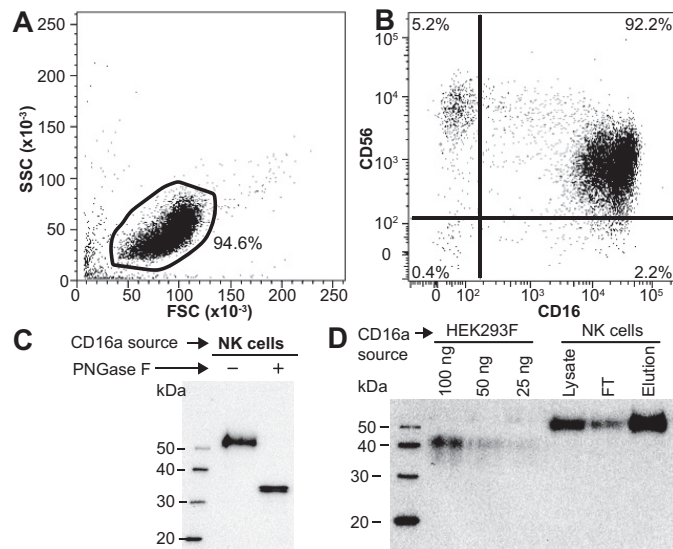 A
SSC (x10-3)
250
200
150
100
50
0
94.6%
0
50
100
150
200
250
FSC (x10-3)
B
5.2%
92.2%
CD56
10⁵
10⁴
10³
10²
0
0.4%
2.2%
0
10²
10³
10⁴
10⁵
CD16
C
CD16a source
NK cells
PNGase F
− +
kDa
50
40
30
20
D
CD16a source
HEK293F
NK cells
100 ng
50 ng
25 ng
Lysate
FT
Elution
kDa
50
40
30
20